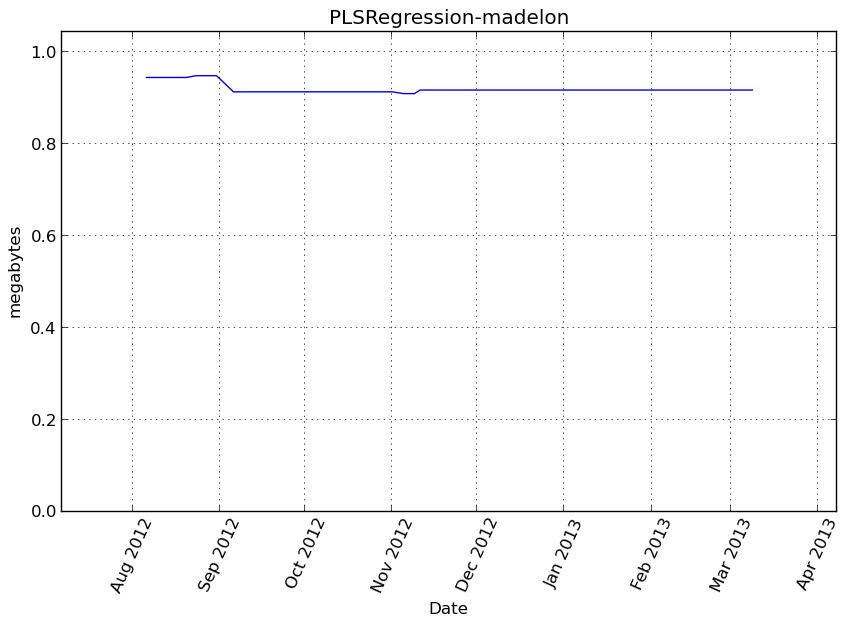 PLSRegression-madelon
1.0
0.8
0.6
0.4
0.2
0.0
megabytes
Aug 2012
Sep 2012
Oct 2012
Nov 2012
Dec 2012
Jan 2013
Feb 2013
Mar 2013
Apr 2013
Date